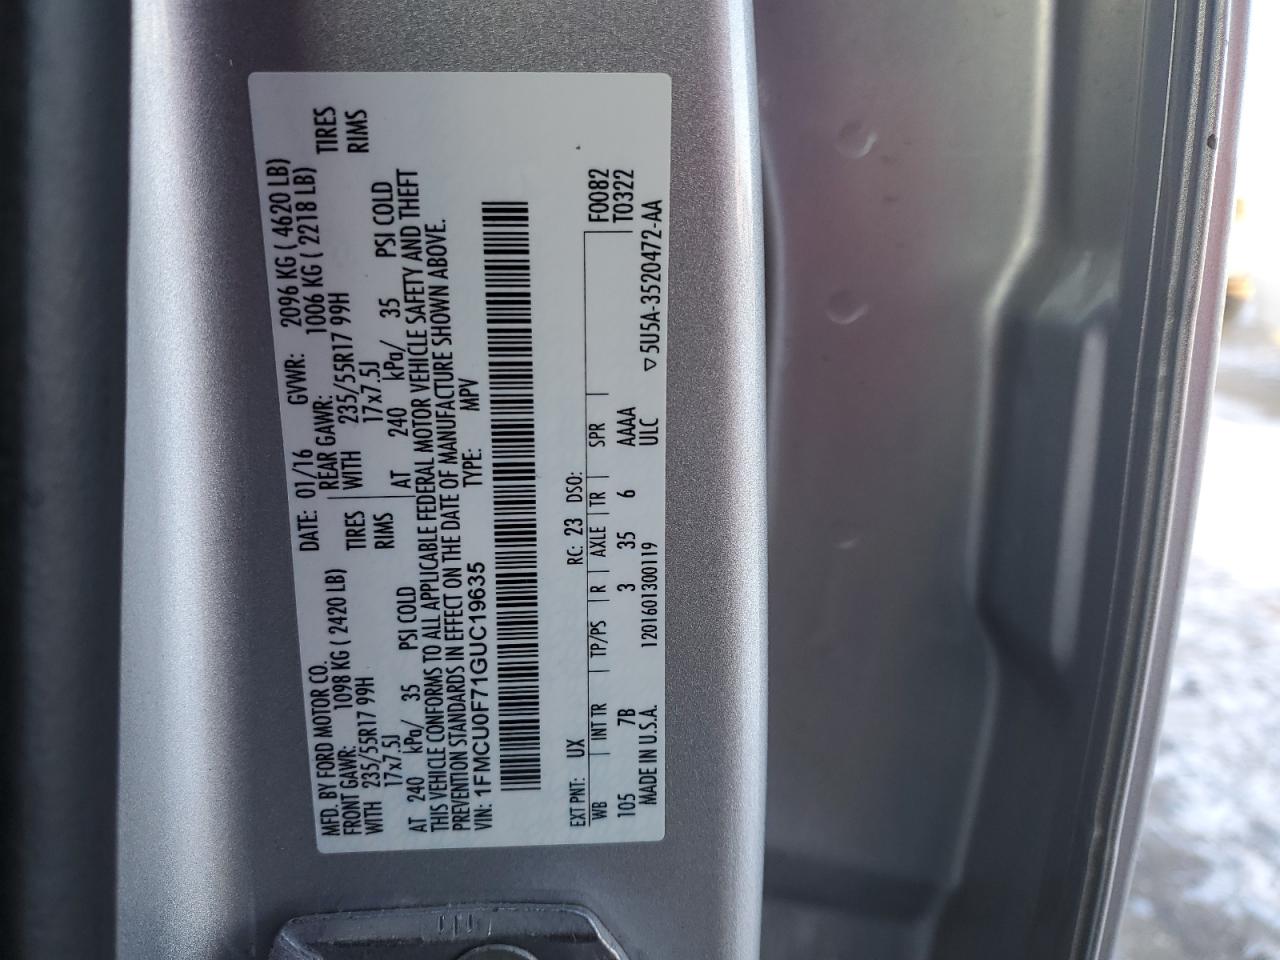 MFD. BY FORD MOTOR CO. DATE: 01/16 GVWR: 2096 KG ( 4620 LB)
FRONT GAWR: 1098 KG ( 2420 LB) REAR GAWR: 1006 KG ( 2218 LB)
WITH 235/55R17 99H TIRES WITH 235/55R17 99H TIRES
17x7.5J RIMS 17x7.5J RIMS
AT 240 kPa/ 35 PSI COLD AT 240 kPa/ 35 PSI COLD
THIS VEHICLE CONFORMS TO ALL APPLICABLE FEDERAL MOTOR VEHICLE SAFETY AND THEFT
PREVENTION STANDARDS IN EFFECT ON THE DATE OF MANUFACTURE SHOWN ABOVE.
VIN: 1FMCU0F71GUC19635 TYPE: MPV
EXT PNT: UX RC: 23 DSO:
WB INT TR TP/PS R AXLE TR SPR F0082
105 7B 3 35 6 AAAA T0322
MADE IN U.S.A. 1201601300119 ULC ▽5U5A-3520472-AA